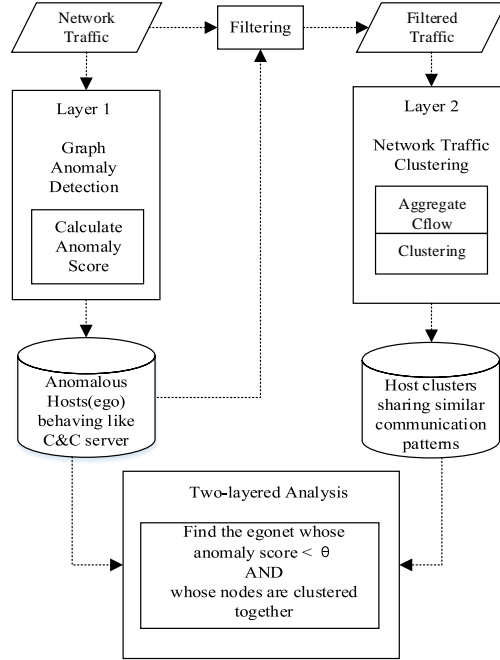 Network
Traffic
Filtering
Filtered
Traffic
Layer 1
Graph
Anomaly
Detection
Calculate
Anomaly
Score
Layer 2
Network Traffic
Clustering
Aggregate
Cflow
Clustering
Anomalous
Hosts(ego)
behaving like
C&C server
Host clusters
sharing similar
communication
patterns
Two-layered Analysis
Find the egonet whose
anomaly score < θ
AND
whose nodes are clustered
together